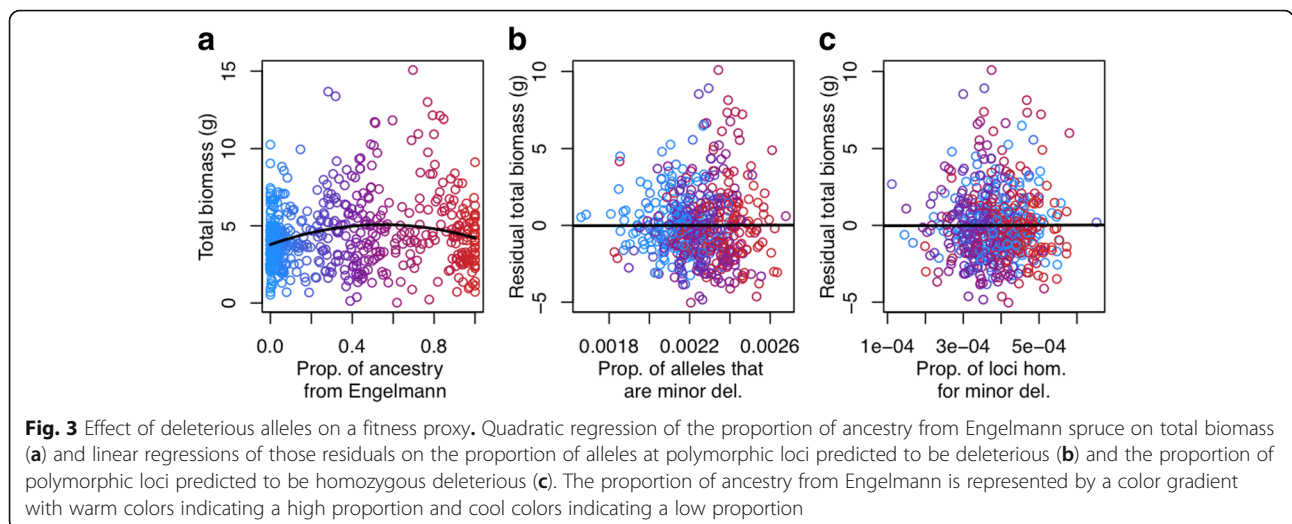 a
b
c
15
10
5
0
Total biomass (g)
0.0 0.4 0.8
Prop. of ancestry
from Engelmann
10
5
0
−5
Residual total biomass (g)
0.0018 0.0022 0.0026
Prop. of alleles that
are minor del.
10
5
0
−5
Residual total biomass (g)
1e−04 3e−04 5e−04
Prop. of loci hom.
for minor del.
Fig. 3 Effect of deleterious alleles on a fitness proxy. Quadratic regression of the proportion of ancestry from Engelmann spruce on total biomass
(a) and linear regressions of those residuals on the proportion of alleles at polymorphic loci predicted to be deleterious (b) and the proportion of
polymorphic loci predicted to be homozygous deleterious (c). The proportion of ancestry from Engelmann is represented by a color gradient
with warm colors indicating a high proportion and cool colors indicating a low proportion